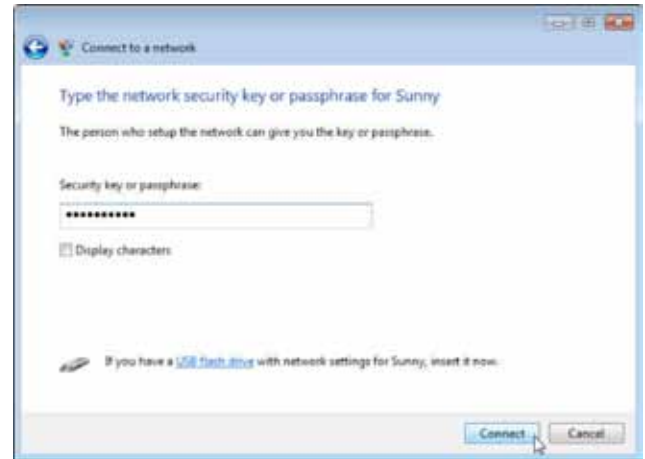 Connect to a network
Type the network security key or passphrase for Sunny
The person who setup the network can give you the key or passphrase.
Security key or passphrase:
••••••••••
Display characters
If you have a USB flash drive with network settings for Sunny, insert it now.
Connect
Cancel